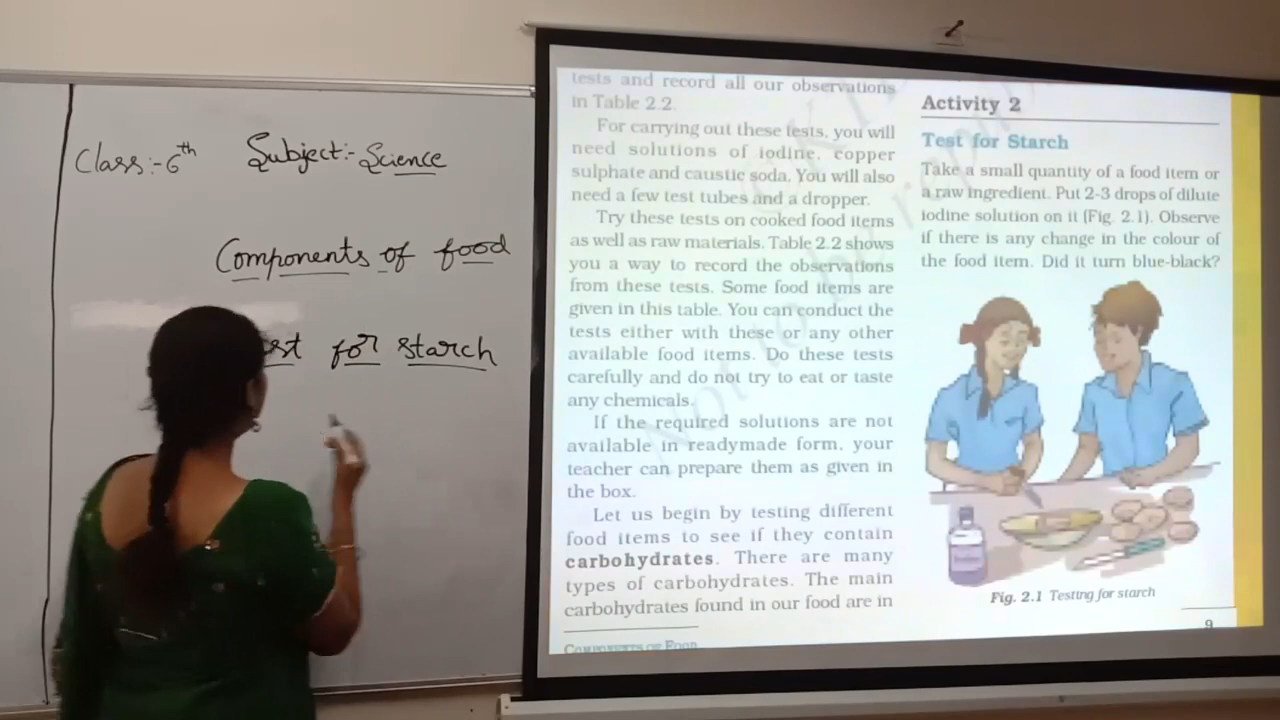 Class:- 6th Subject:- Science
Components of food
for starch
tests and record all our observations
in Table 2.2.
For carrying out these tests, you will
need solutions of iodine, copper
sulphate and caustic soda. You will also
need a few test tubes and a dropper.
Try these tests on cooked food items
as well as raw materials. Table 2.2 shows
you a way to record the observations
from these tests. Some food items are
given in this table. You can conduct the
tests either with these or any other
available food items. Do these tests
carefully and do not try to eat or taste
any chemicals.
If the required solutions are not
available in readymade form, your
teacher can prepare them as given in
the box.
Let us begin by testing different
food items to see if they contain
carbohydrates. There are many
types of carbohydrates. The main
carbohydrates found in our food are in
COMPONENTS OF FOOD
Activity 2
Test for Starch
Take a small quantity of a food item or
a raw ingredient. Put 2-3 drops of dilute
iodine solution on it (Fig. 2.1). Observe
if there is any change in the colour of
the food item. Did it turn blue-black?
Fig. 2.1 Testing for starch
9